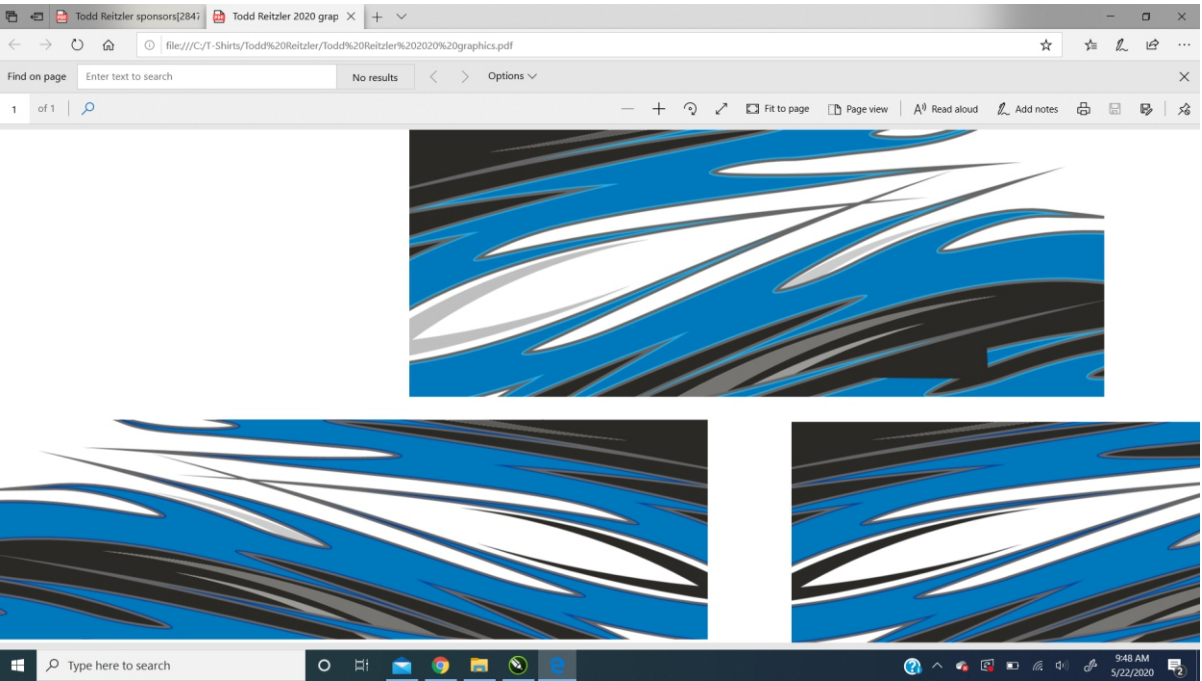 Todd Reitzler sponsors[2847
Todd Reitzler 2020 grap
file:///C:/T-Shirts/Todd%20Reitzler/Todd%20Reitzler%202020%20graphics.pdf
Find on page Enter text to search No results Options
1 of 1 Fit to page Page view Read aloud Add notes
Type here to search
9:48 AM
5/22/2020
2